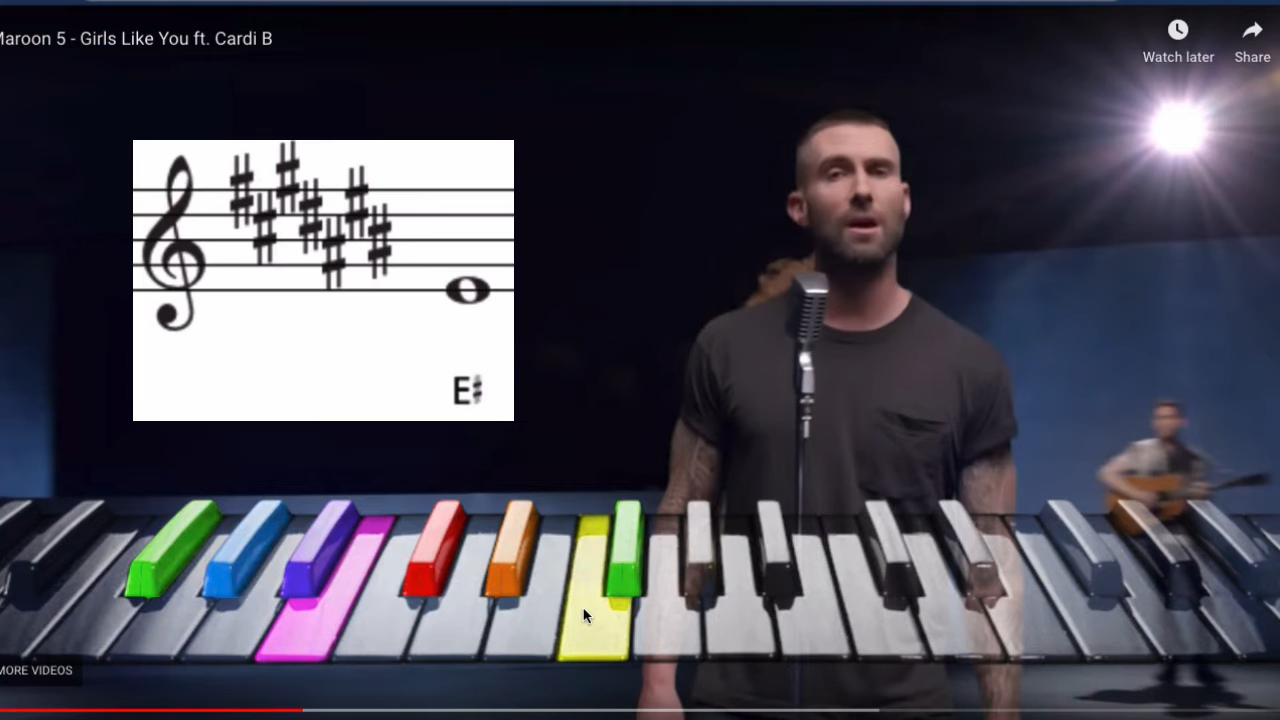 Maroon 5 - Girls Like You ft. Cardi B
Watch later
Share
E♯
MORE VIDEOS